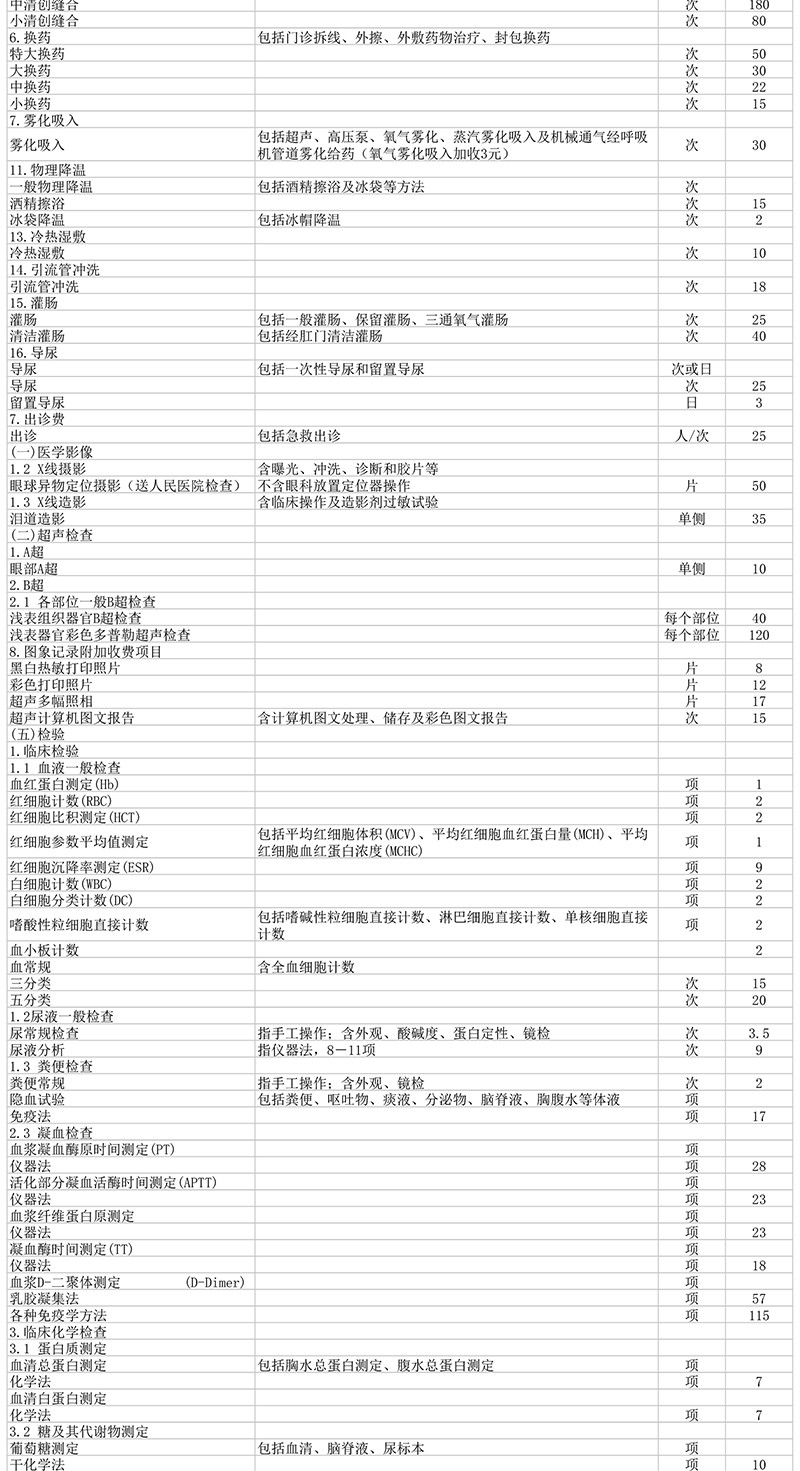 中清创缝合 次 180
小清创缝合 次 80
6.换药 包括门诊拆线、外擦、外敷药物治疗、封包换药
特大换药 次 50
大换药 次 30
中换药 次 22
小换药 次 15
7.雾化吸入
雾化吸入 包括超声、高压泵、氧气雾化、蒸汽雾化吸入及机械通气经呼吸 次 30
机管道雾化给药（氧气雾化吸入加收3元）
11.物理降温
一般物理降温 包括酒精擦浴及冰袋等方法 次
酒精擦浴 次 15
冰袋降温 包括冰帽降温 次 2
13.冷热湿敷
冷热湿敷 次 10
14.引流管冲洗
引流管冲洗 次 18
15.灌肠
灌肠 包括一般灌肠、保留灌肠、三通氧气灌肠 次 25
清洁灌肠 包括经肛门清洁灌肠 次 40
16.导尿
导尿 包括一次性导尿和留置导尿 次或日
导尿 次 25
留置导尿 日 3
7.出诊费
出诊 包括急救出诊 人/次 25
(一)医学影像
1.2 X线摄影 含曝光、冲洗、诊断和胶片等
眼球异物定位摄影（送人民医院检查） 不含眼科放置定位器操作 片 50
1.3 X线造影 含临床操作及造影剂过敏试验
泪道造影 单侧 35
(二)超声检查
1.A超
眼部A超 单侧 10
2.B超
2.1 各部位一般B超检查
浅表组织器官B超检查 每个部位 40
浅表器官彩色多普勒超声检查 每个部位 120
8.图象记录附加收费项目
黑白热敏打印照片 片 8
彩色打印照片 片 12
超声多幅照相 片 17
超声计算机图文报告 含计算机图文处理、储存及彩色图文报告 次 15
(五)检验
1.临床检验
1.1 血液一般检查
血红蛋白测定(Hb) 项 1
红细胞计数(RBC) 项 2
红细胞比积测定(HCT) 项 2
红细胞参数平均值测定 包括平均红细胞体积(MCV)、平均红细胞血红蛋白量(MCH)、平均 项 1
红细胞血红蛋白浓度(MCHC)
红细胞沉降率测定(ESR) 项 9
白细胞计数(WBC) 项 2
白细胞分类计数(DC) 项 2
嗜酸性粒细胞直接计数 包括嗜碱性粒细胞直接计数、淋巴细胞直接计数、单核细胞直接 项 2
计数
血小板计数 2
血常规 含全血细胞计数
三分类 次 15
五分类 次 20
1.2尿液一般检查
尿常规检查 指手工操作；含外观、酸碱度、蛋白定性、镜检 次 3.5
尿液分析 指仪器法，8－11项 次 9
1.3 粪便检查
粪便常规 指手工操作；含外观、镜检 次 2
隐血试验 包括粪便、呕吐物、痰液、分泌物、脑脊液、胸腹水等体液 项
免疫法 项 17
2.3 凝血检查
血浆凝血酶原时间测定(PT) 项
仪器法 项 28
活化部分凝血活酶时间测定(APTT) 项
仪器法 项 23
血浆纤维蛋白原测定 项
仪器法 项 23
凝血酶时间测定(TT) 项
仪器法 项 18
血浆D-二聚体测定 (D-Dimer) 项
乳胶凝集法 项 57
各种免疫学方法 项 115
3.临床化学检查
3.1 蛋白质测定
血清总蛋白测定 包括胸水总蛋白测定、腹水总蛋白测定 项
化学法 项 7
血清白蛋白测定
化学法 项 7
3.2 糖及其代谢物测定
葡萄糖测定 包括血清、脑脊液、尿标本 项
干化学法 项 10